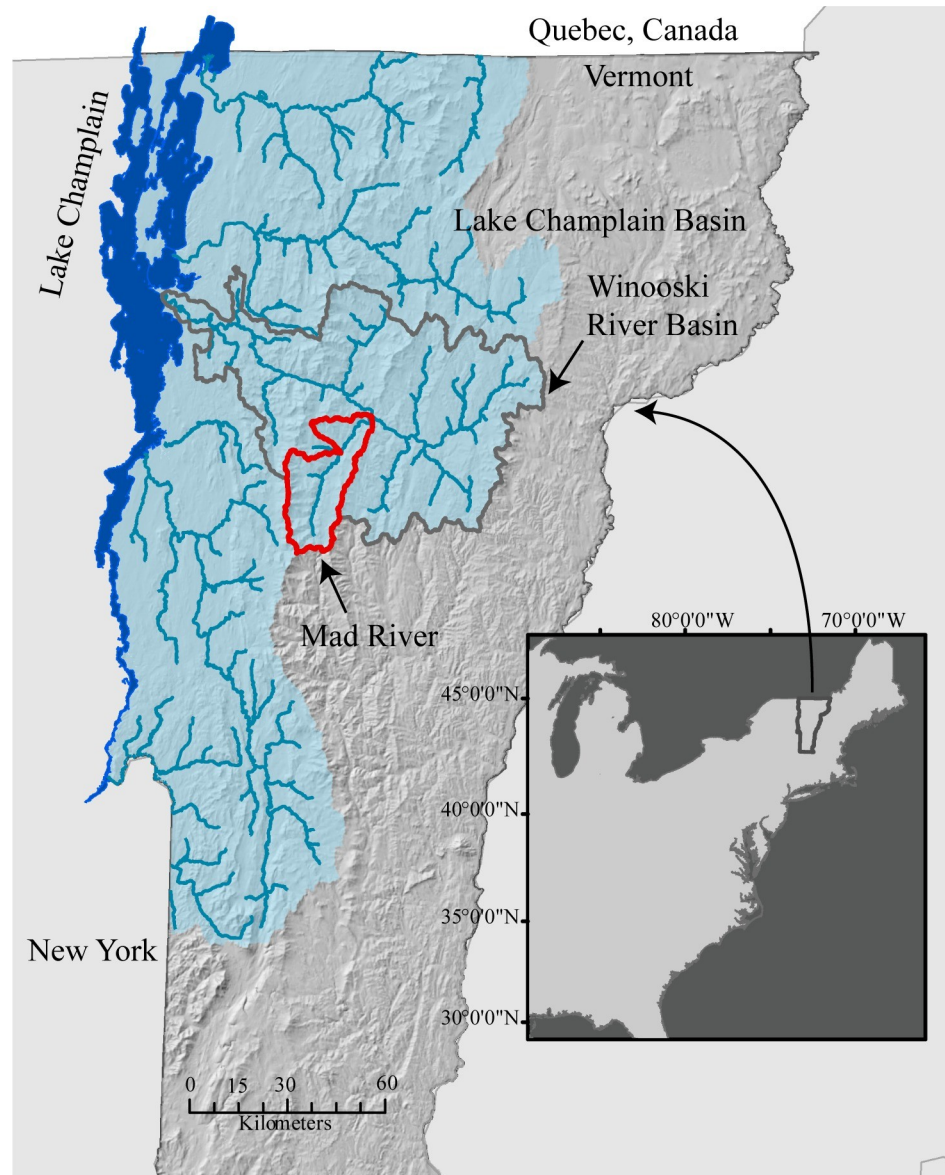 Quebec, Canada
Vermont
Lake Champlain
Lake Champlain Basin
Winooski
River Basin
Mad River
80°0'0"W
70°0'0"W
45°0'0"N
40°0'0"N
35°0'0"N
30°0'0"N
New York
0 15 30 60
Kilometers